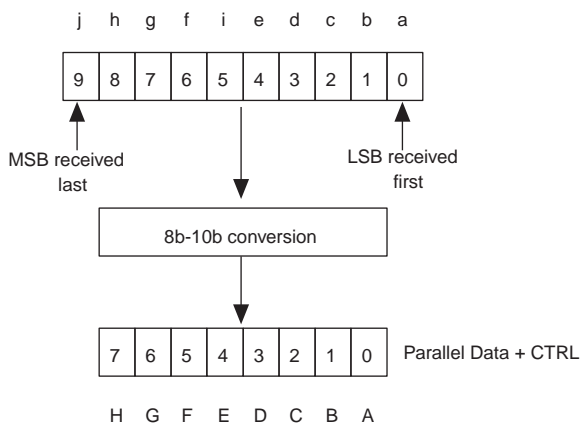 j h g f i e d c b a
9 8 7 6 5 4 3 2 1 0
MSB received
last
LSB received
first
8b-10b conversion
7 6 5 4 3 2 1 0 Parallel Data + CTRL
H G F E D C B A